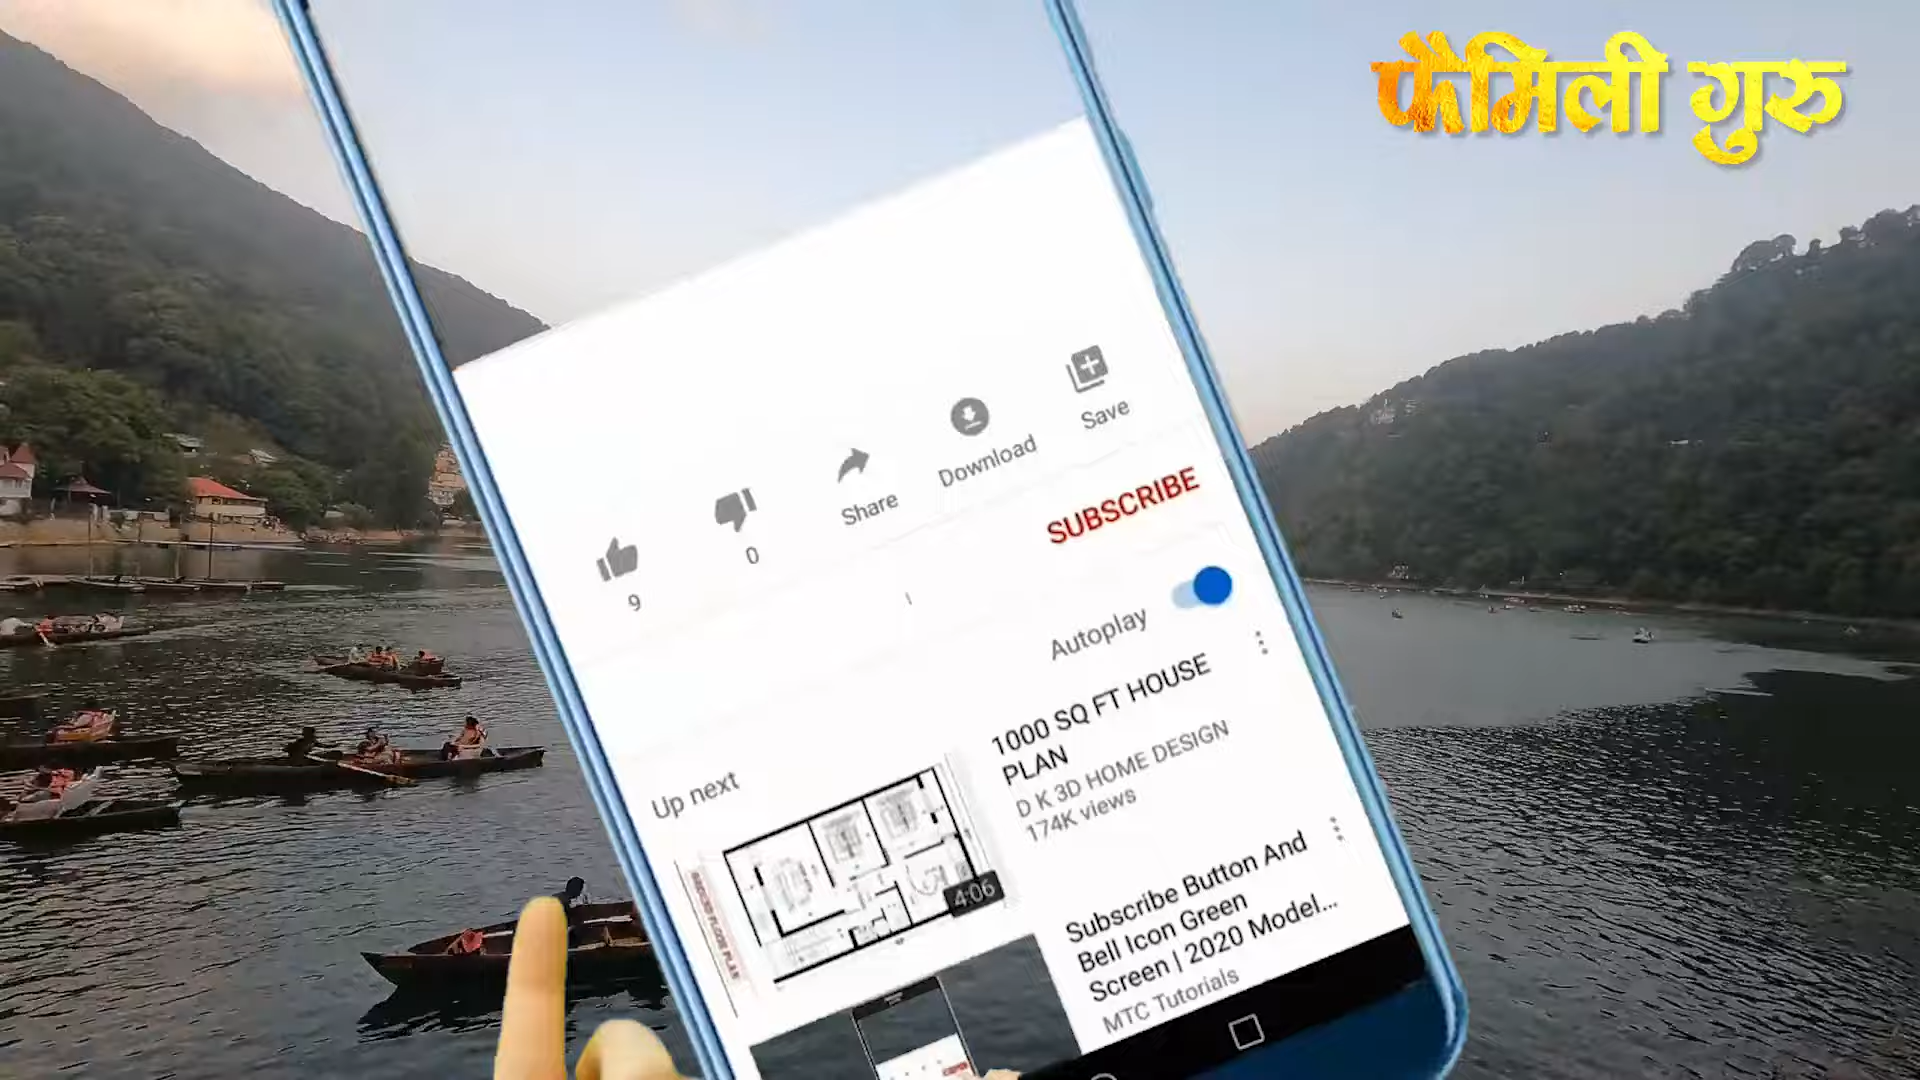 फैमिली गुरु
Save
Download
Share
SUBSCRIBE
0
9
Autoplay
Up next
1000 SQ FT HOUSE
PLAN
D K 3D HOME DESIGN
174K views
4:06
Subscribe Button And
Bell Icon Green
Screen | 2020 Model...
MTC Tutorials